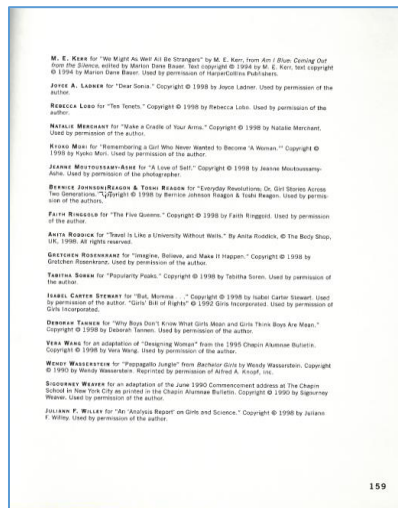 M. E. KERR for "We Might As Well All Be Strangers" by M. E. Kerr, from Am I Blue: Coming Out
from the Silence, edited by Marion Dane Bauer. Text copyright © 1994 by M. E. Kerr, text copyright
© 1994 by Marion Dane Bauer. Used by permission of HarperCollins Publishers.
JOYCE A. LADNER for "Dear Sonia." Copyright © 1998 by Joyce Ladner. Used by permission of the
author.
REBECCA LOBO for "Ten Tenets." Copyright © 1998 by Rebecca Lobo. Used by permission of the
author.
NATALIE MERCHANT for "Make a Cradle of Your Arms." Copyright © 1998 by Natalie Merchant.
Used by permission of the author.
KYOKO MORI for "Remembering a Girl Who Never Wanted to Become 'A Woman.'" Copyright ©
1998 by Kyoko Mori. Used by permission of the author.
JEANNE MOUTOUSSAMY-ASHE for "A Love of Self." Copyright © 1998 by Jeanne Moutoussamy-
Ashe. Used by permission of the photographer.
BERNICE JOHNSON REAGON & TOSHI REAGON for "Everyday Revolutions; Or, Girl Stories Across
Two Generations." Copyright © 1998 by Bernice Johnson Reagon & Toshi Reagon. Used by permis-
sion of the authors.
FAITH RINGGOLD for "The Five Queens." Copyright © 1998 by Faith Ringgold. Used by permission
of the author.
ANITA RODDICK for "Travel Is Like a University Without Walls." By Anita Roddick, © The Body Shop,
UK, 1998. All rights reserved.
GRETCHEN ROSENKRANZ for "Imagine, Believe, and Make It Happen." Copyright © 1998 by
Gretchen Rosenkranz. Used by permission of the author.
TABITHA SOREN for "Popularity Peaks." Copyright © 1998 by Tabitha Soren. Used by permission of
the author.
ISABEL CARTER STEWART for "But, Momma . . ." Copyright © 1998 by Isabel Carter Stewart. Used
by permission of the author. "Girls' Bill of Rights" © 1992 Girls Incorporated. Used by permission of
Girls Incorporated.
DEBORAH TANNEN for "Why Boys Don't Know What Girls Mean and Girls Think Boys Are Mean."
Copyright © 1998 by Deborah Tannen. Used by permission of the author.
VERA WANG for an adaptation of "Designing Woman" from the 1995 Chapin Alumnae Bulletin.
Copyright © 1998 by Vera Wang. Used by permission of the author.
WENDY WASSERSTEIN for "Pappagallo Jungle" from Bachelor Girls by Wendy Wasserstein. Copyright
© 1990 by Wendy Wasserstein. Reprinted by permission of Alfred A. Knopf, Inc.
SIGOURNEY WEAVER for an adaptation of the June 1990 Commencement address at The Chapin
School in New York City as printed in the Chapin Alumnae Bulletin. Copyright © 1990 by Sigourney
Weaver. Used by permission of the author.
JULIANN F. WILLEY for "An 'Analysis Report' on Girls and Science." Copyright © 1998 by Juliann
F. Willey. Used by permission of the author.
159